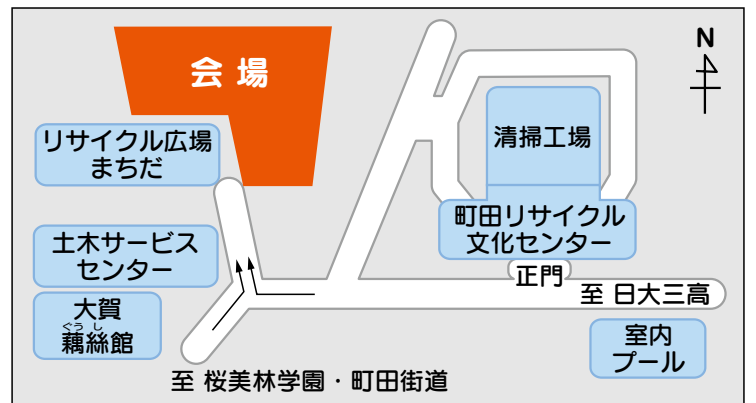 会場
N
リサイクル広場
まちだ
清掃工場
町田リサイクル
文化センター
正門
土木サービス
センター
至 日大三高
大賀
ぐうし
藕絲館
室内
プール
至 桜美林学園・町田街道